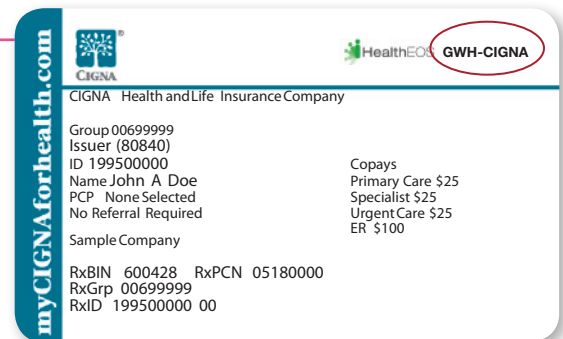 myCIGNAforhealth.com
CIGNA®
HealthEOS GWH-CIGNA
CIGNA Health and Life Insurance Company
Group 00699999
Issuer (80840)
ID 199500000
Name John A Doe
PCP None Selected
No Referral Required
Sample Company
Copays
Primary Care $25
Specialist $25
Urgent Care $25
ER $100
RxBIN 600428 RxPCN 05180000
RxGrp 00699999
RxID 199500000 00